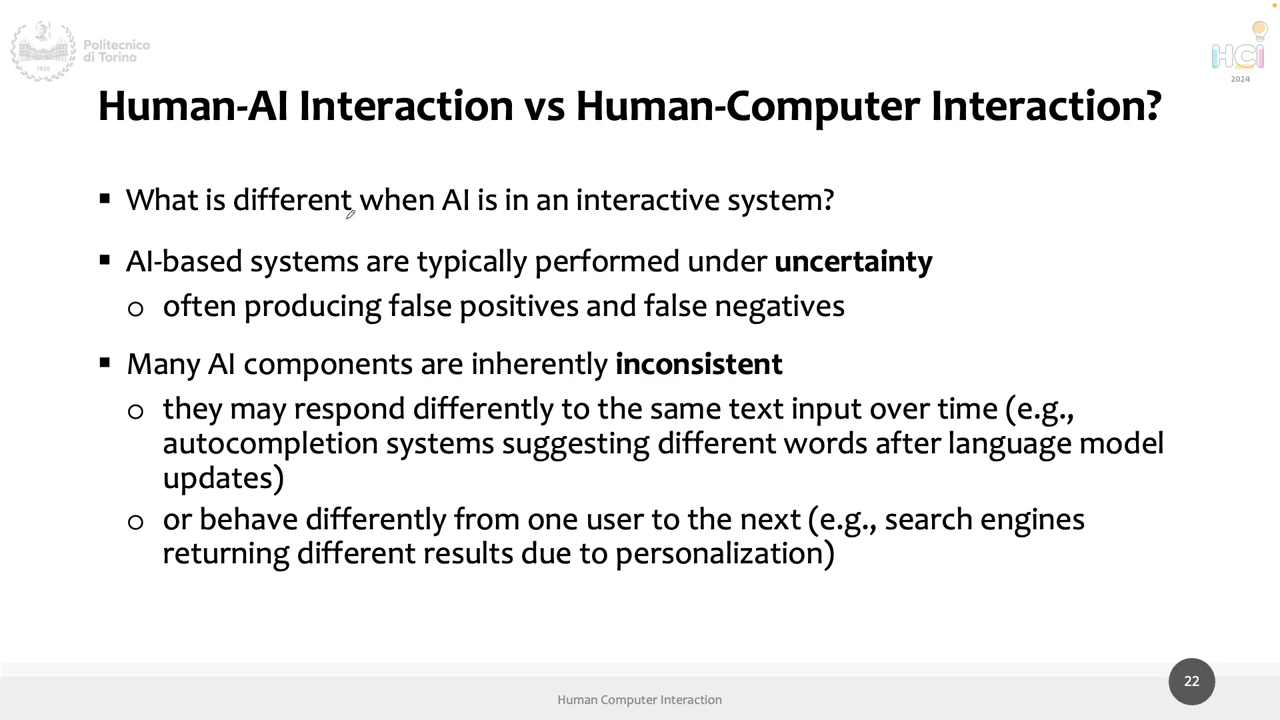 Politecnico
di Torino
1859
HCI
2024
Human-AI Interaction vs Human-Computer Interaction?
▪ What is different when AI is in an interactive system?
▪ AI-based systems are typically performed under uncertainty
o often producing false positives and false negatives
▪ Many AI components are inherently inconsistent
o they may respond differently to the same text input over time (e.g.,
autocompletion systems suggesting different words after language model
updates)
o or behave differently from one user to the next (e.g., search engines
returning different results due to personalization)
Human Computer Interaction
22